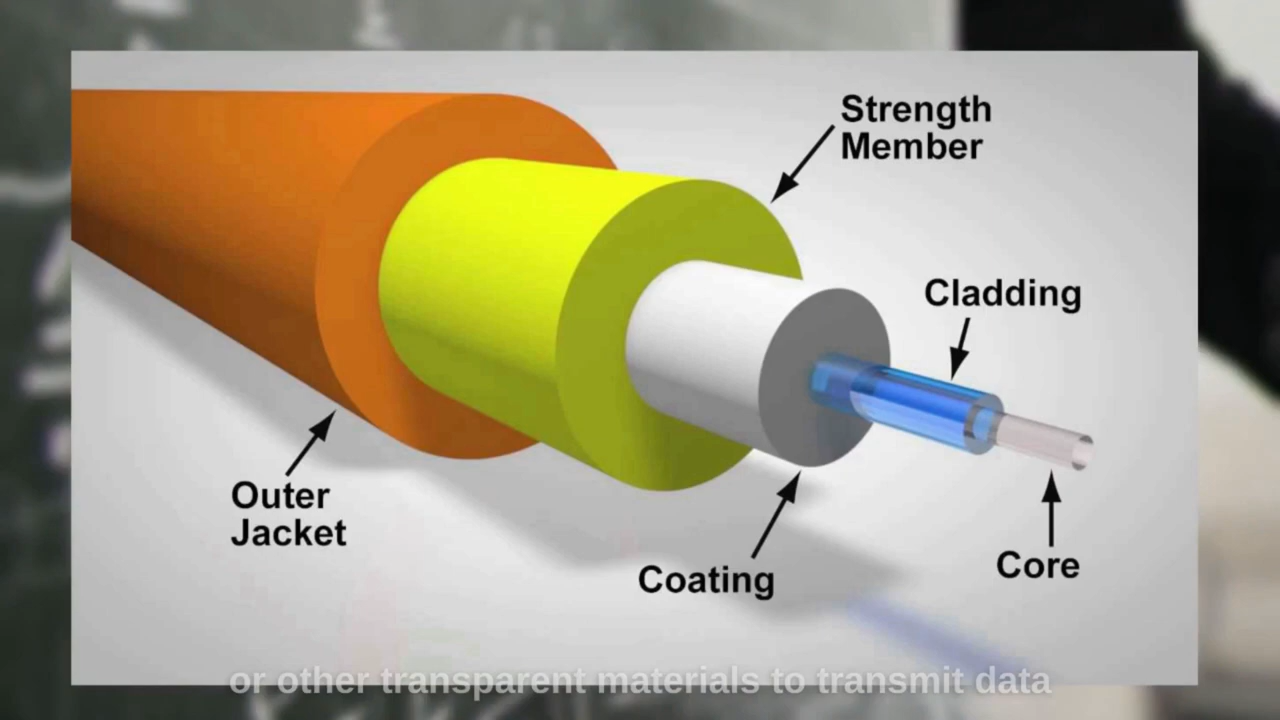 Strength
Member
Cladding
Outer
Jacket
Coating
Core
or other transparent materials to transmit data